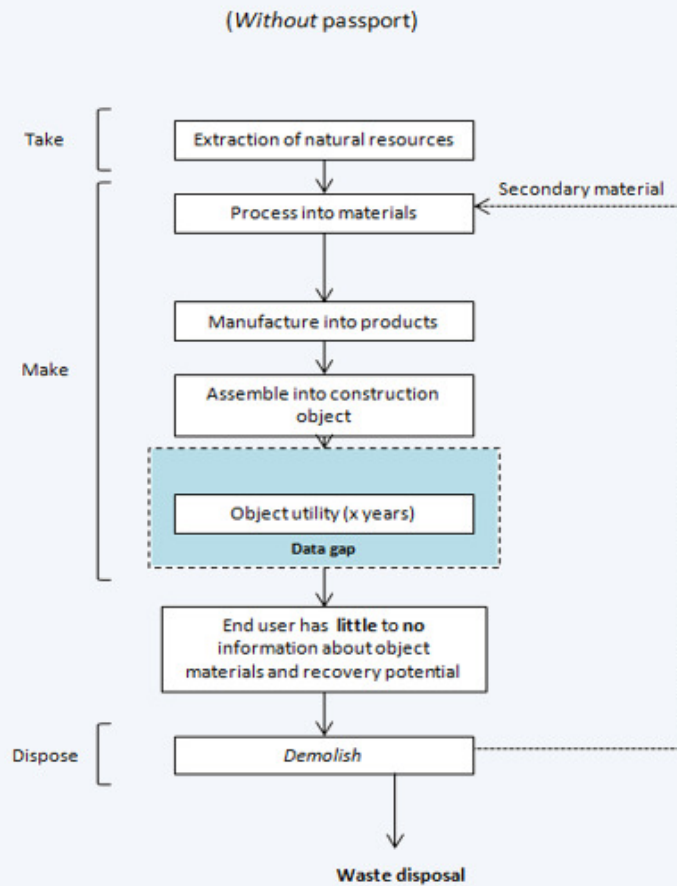 (Without passport)
Take
Extraction of natural resources
Secondary material
Process into materials
Manufacture into products
Make
Assemble into construction
object
Object utility (x years)
Data gap
End user has little to no
information about object
materials and recovery potential
Dispose
Demolish
Waste disposal